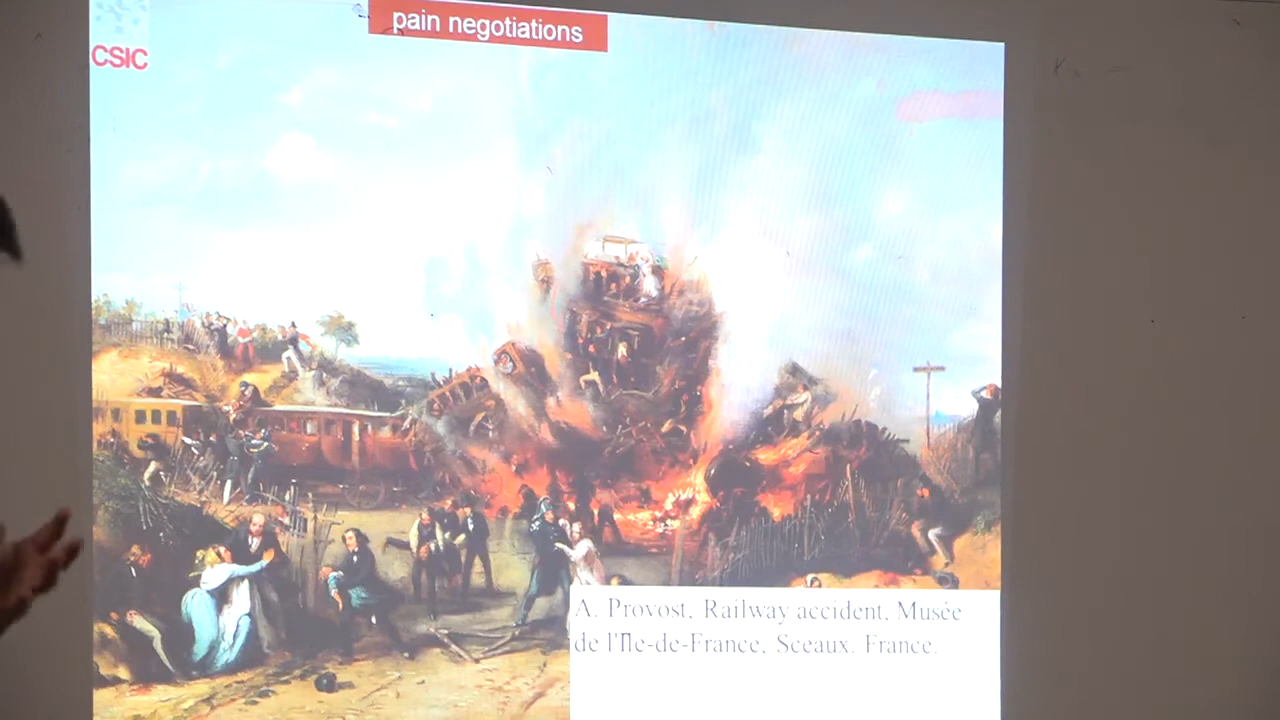 pain negotiations
CSIC
A. Provost, Railway accident, Musée
de l'Île-de-France, Sceaux. France.